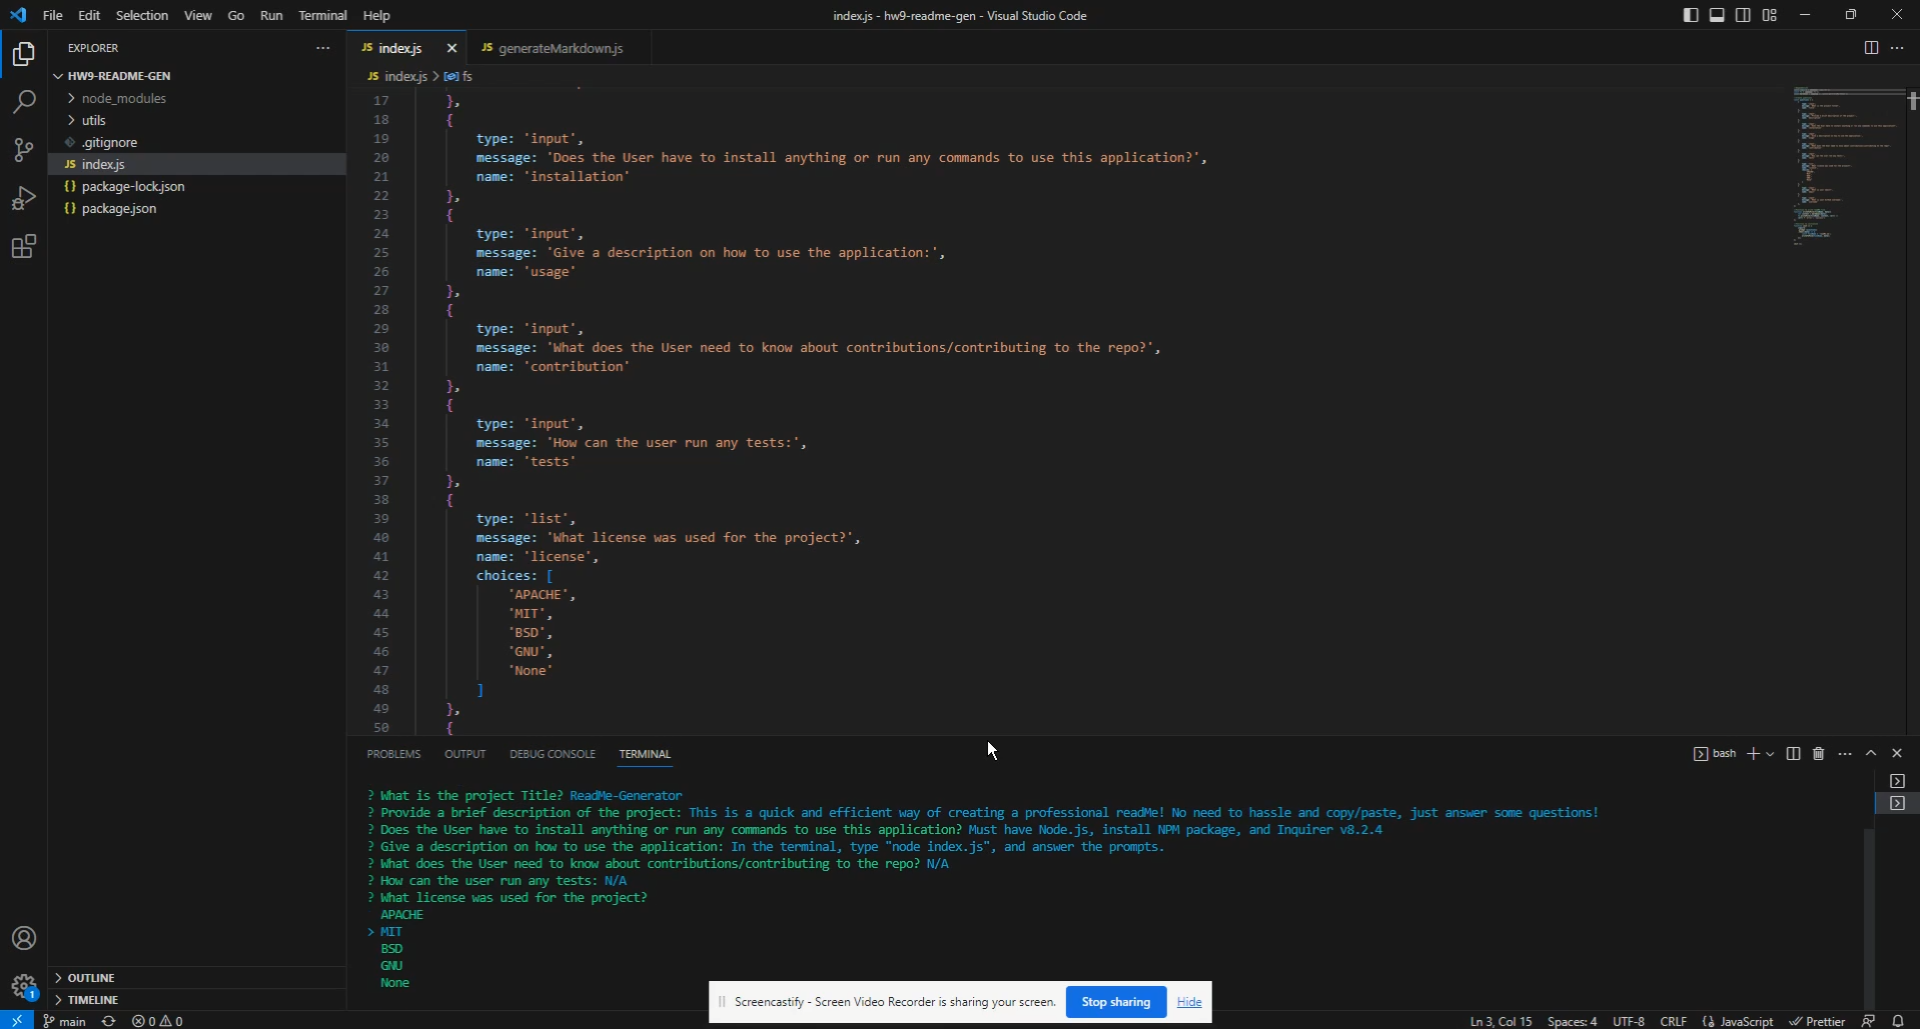 File Edit Selection View Go Run Terminal Help
index.js - hw9-readme-gen - Visual Studio Code
EXPLORER
HW9-README-GEN
node_modules
utils
.gitignore
JS index.js
{} package-lock.json
{} package.json
OUTLINE
TIMELINE
JS index.js
JS generateMarkdown.js
JS index.js > fs
17 },
18 {
19 type: 'input',
20 message: 'Does the User have to install anything or run any commands to use this application?',
21 name: 'installation'
22 },
23 {
24 type: 'input',
25 message: 'Give a description on how to use the application:',
26 name: 'usage'
27 },
28 {
29 type: 'input',
30 message: 'What does the User need to know about contributions/contributing to the repo?',
31 name: 'contribution'
32 },
33 {
34 type: 'input',
35 message: 'How can the user run any tests:',
36 name: 'tests'
37 },
38 {
39 type: 'list',
40 message: 'What license was used for the project?',
41 name: 'license',
42 choices: [
43 'APACHE',
44 'MIT',
45 'BSD',
46 'GNU',
47 'None'
48 ]
49 },
50 {
PROBLEMS OUTPUT DEBUG CONSOLE TERMINAL
bash
? What is the project Title? ReadMe-Generator
? Provide a brief description of the project: This is a quick and efficient way of creating a professional readMe! No need to hassle and copy/paste, just answer some questions!
? Does the User have to install anything or run any commands to use this application? Must have Node.js, install NPM package, and Inquirer v8.2.4
? Give a description on how to use the application: In the terminal, type "node index.js", and answer the prompts.
? What does the User need to know about contributions/contributing to the repo? N/A
? How can the user run any tests: N/A
? What license was used for the project?
APACHE
> MIT
BSD
GNU
None
Screencastify - Screen Video Recorder is sharing your screen. Stop sharing Hide
1
main 0 0
Ln 3, Col 15 Spaces: 4 UTF-8 CRLF {} JavaScript Prettier